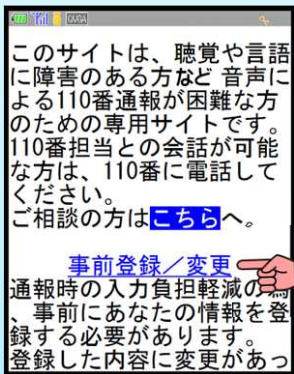 このサイトは、聴覚や言語
に障害のある方など 音声に
よる110番通報が困難な方
のための専用サイトです。
110番担当との会話が可能
な方は、110番に電話して
ください。
ご相談の方はこちらへ。
事前登録／変更
通報時の入力負担軽減の為
、事前にあなたの情報を登
録する必要があります。
登録した内容に変更があっ